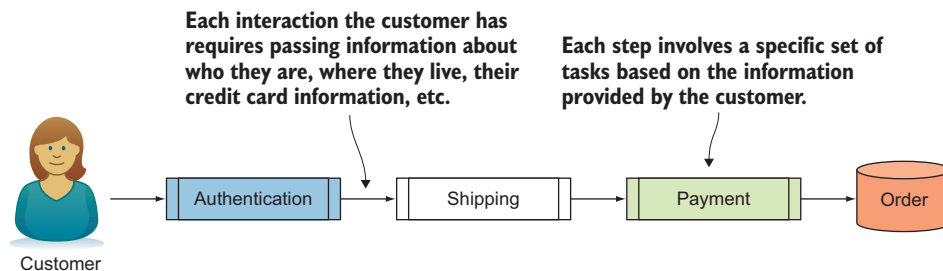 Each interaction the customer has
requires passing information about
who they are, where they live, their
credit card information, etc.
Each step involves a specific set of
tasks based on the information
provided by the customer.
Authentication
Shipping
Payment
Order
Customer